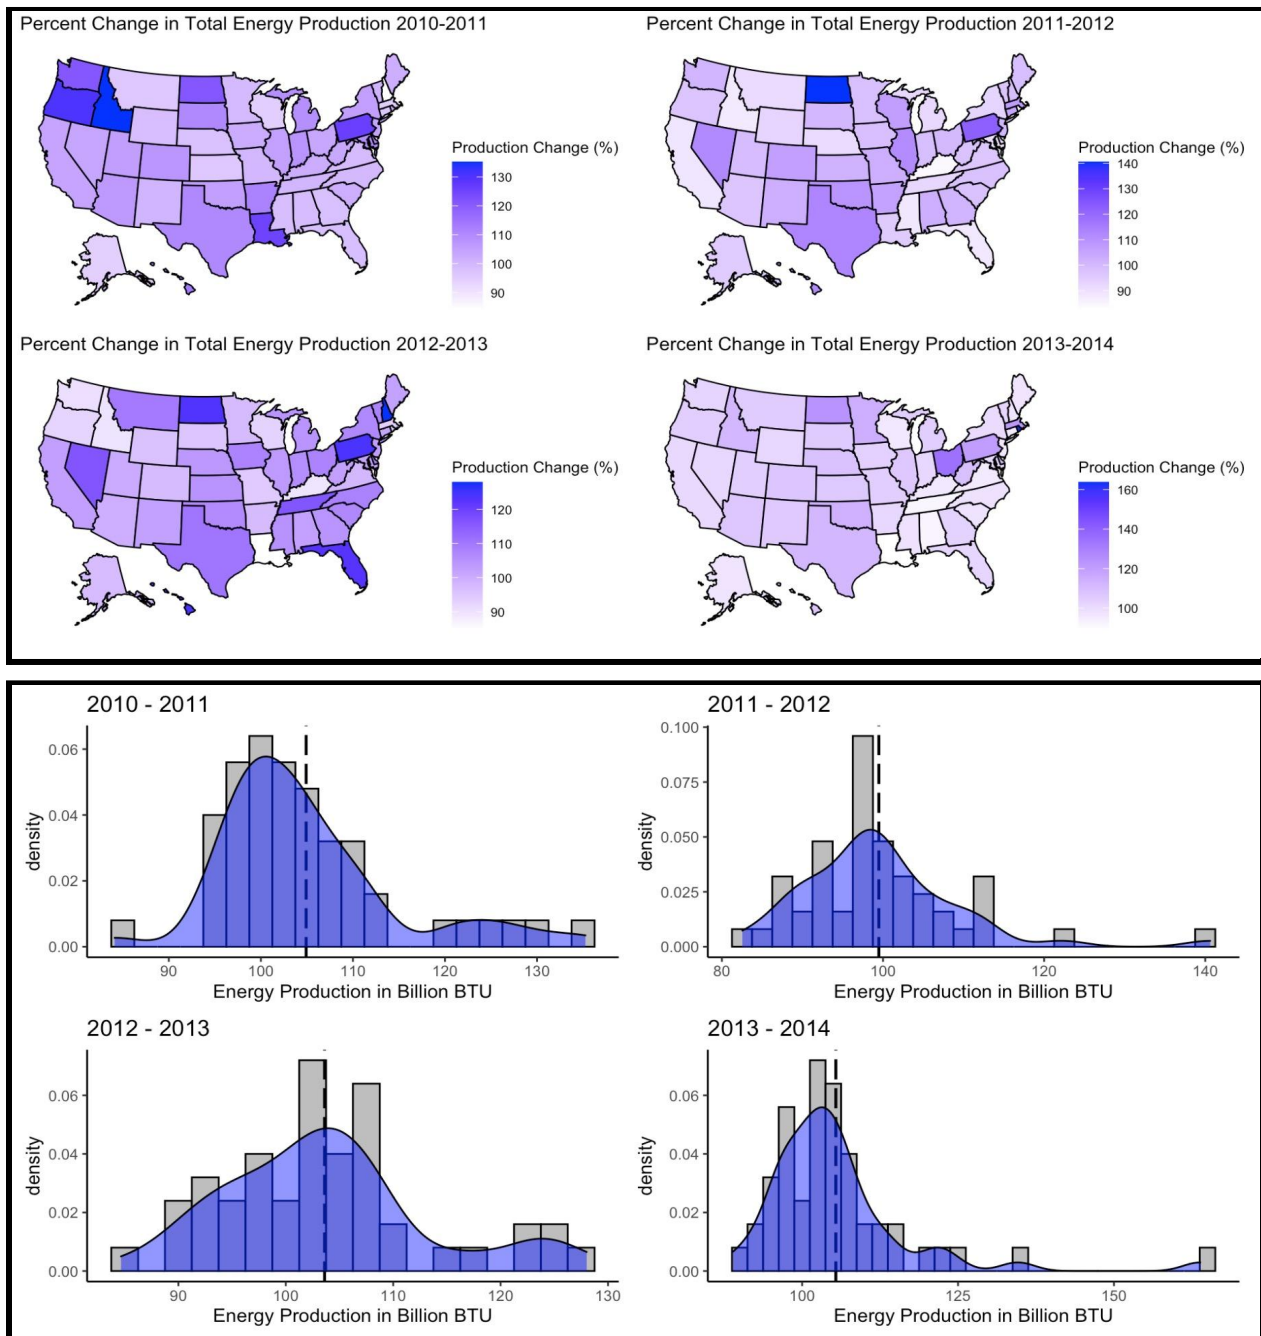 Percent Change in Total Energy Production 2010-2011
Production Change (%)
130
120
110
100
90
Percent Change in Total Energy Production 2011-2012
Production Change (%)
140
130
120
110
100
90
Percent Change in Total Energy Production 2012-2013
Production Change (%)
120
110
100
90
Percent Change in Total Energy Production 2013-2014
Production Change (%)
160
140
120
100
2010 - 2011
density
0.06
0.04
0.02
0.00
90 100 110 120 130
Energy Production in Billion BTU
2011 - 2012
density
0.100
0.075
0.050
0.025
0.000
80 100 120 140
Energy Production in Billion BTU
2012 - 2013
density
0.06
0.04
0.02
0.00
90 100 110 120 130
Energy Production in Billion BTU
2013 - 2014
density
0.06
0.04
0.02
0.00
100 125 150
Energy Production in Billion BTU